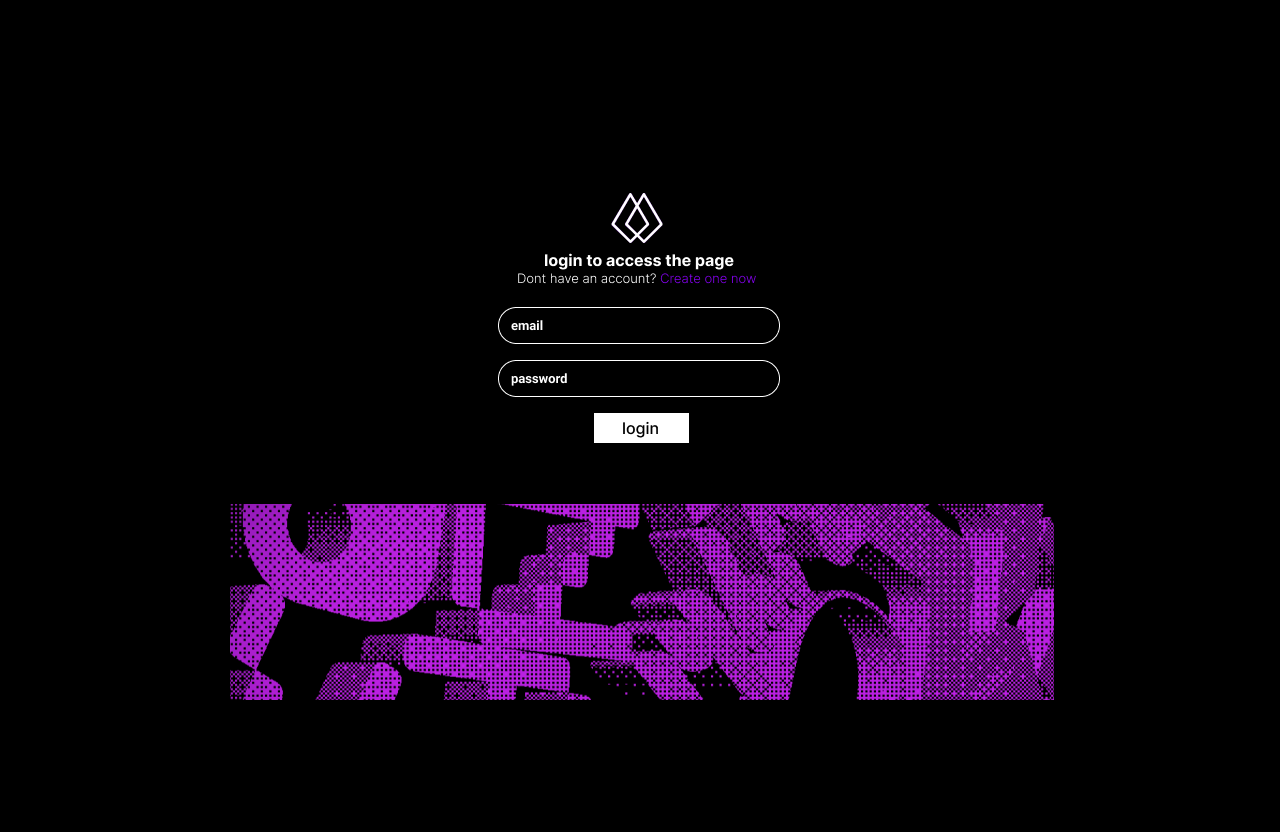 login to access the page
Dont have an account? Create one now
email
password
login